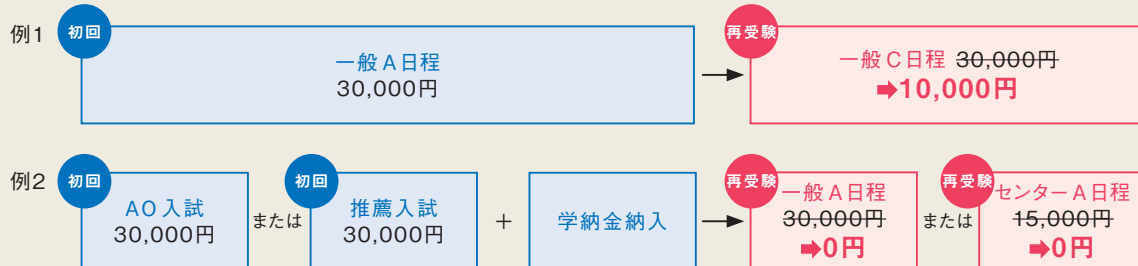 例1
初回
一般A日程
30,000円
再受験
一般C日程 30,000円
➡10,000円
例2
初回
AO入試
30,000円
または
初回
推薦入試
30,000円
+
学納金納入
再受験
一般A日程
30,000円
➡0円
または
再受験
センターA日程
15,000円
➡0円